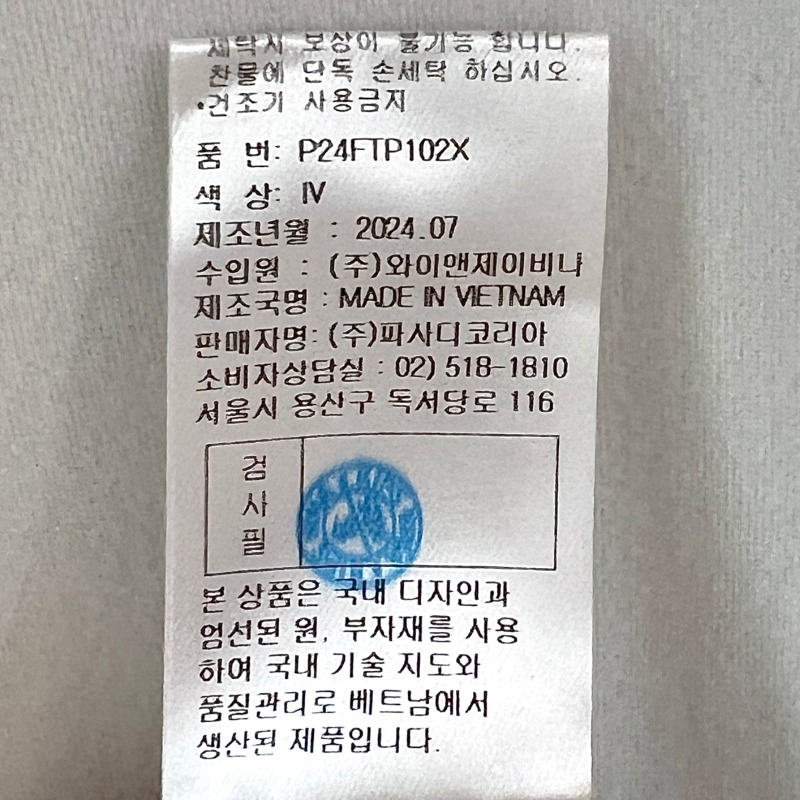 세탁시 보상이 불가능 합니다.
찬물에 단독 손세탁 하십시오.
•건조기 사용금지
품 번: P24FTP102X
색 상: IV
제조년월 : 2024.07
수입원 : (주)와이앤제이비나
제조국명 : MADE IN VIETNAM
판매자명: (주)파사디코리아
소비자상담실 : 02) 518-1810
서울시 용산구 독서당로 116
검
사
필
본 상품은 국내 디자인과
엄선된 원, 부자재를 사용
하여 국내 기술 지도와
품질관리로 베트남에서
생산된 제품입니다.